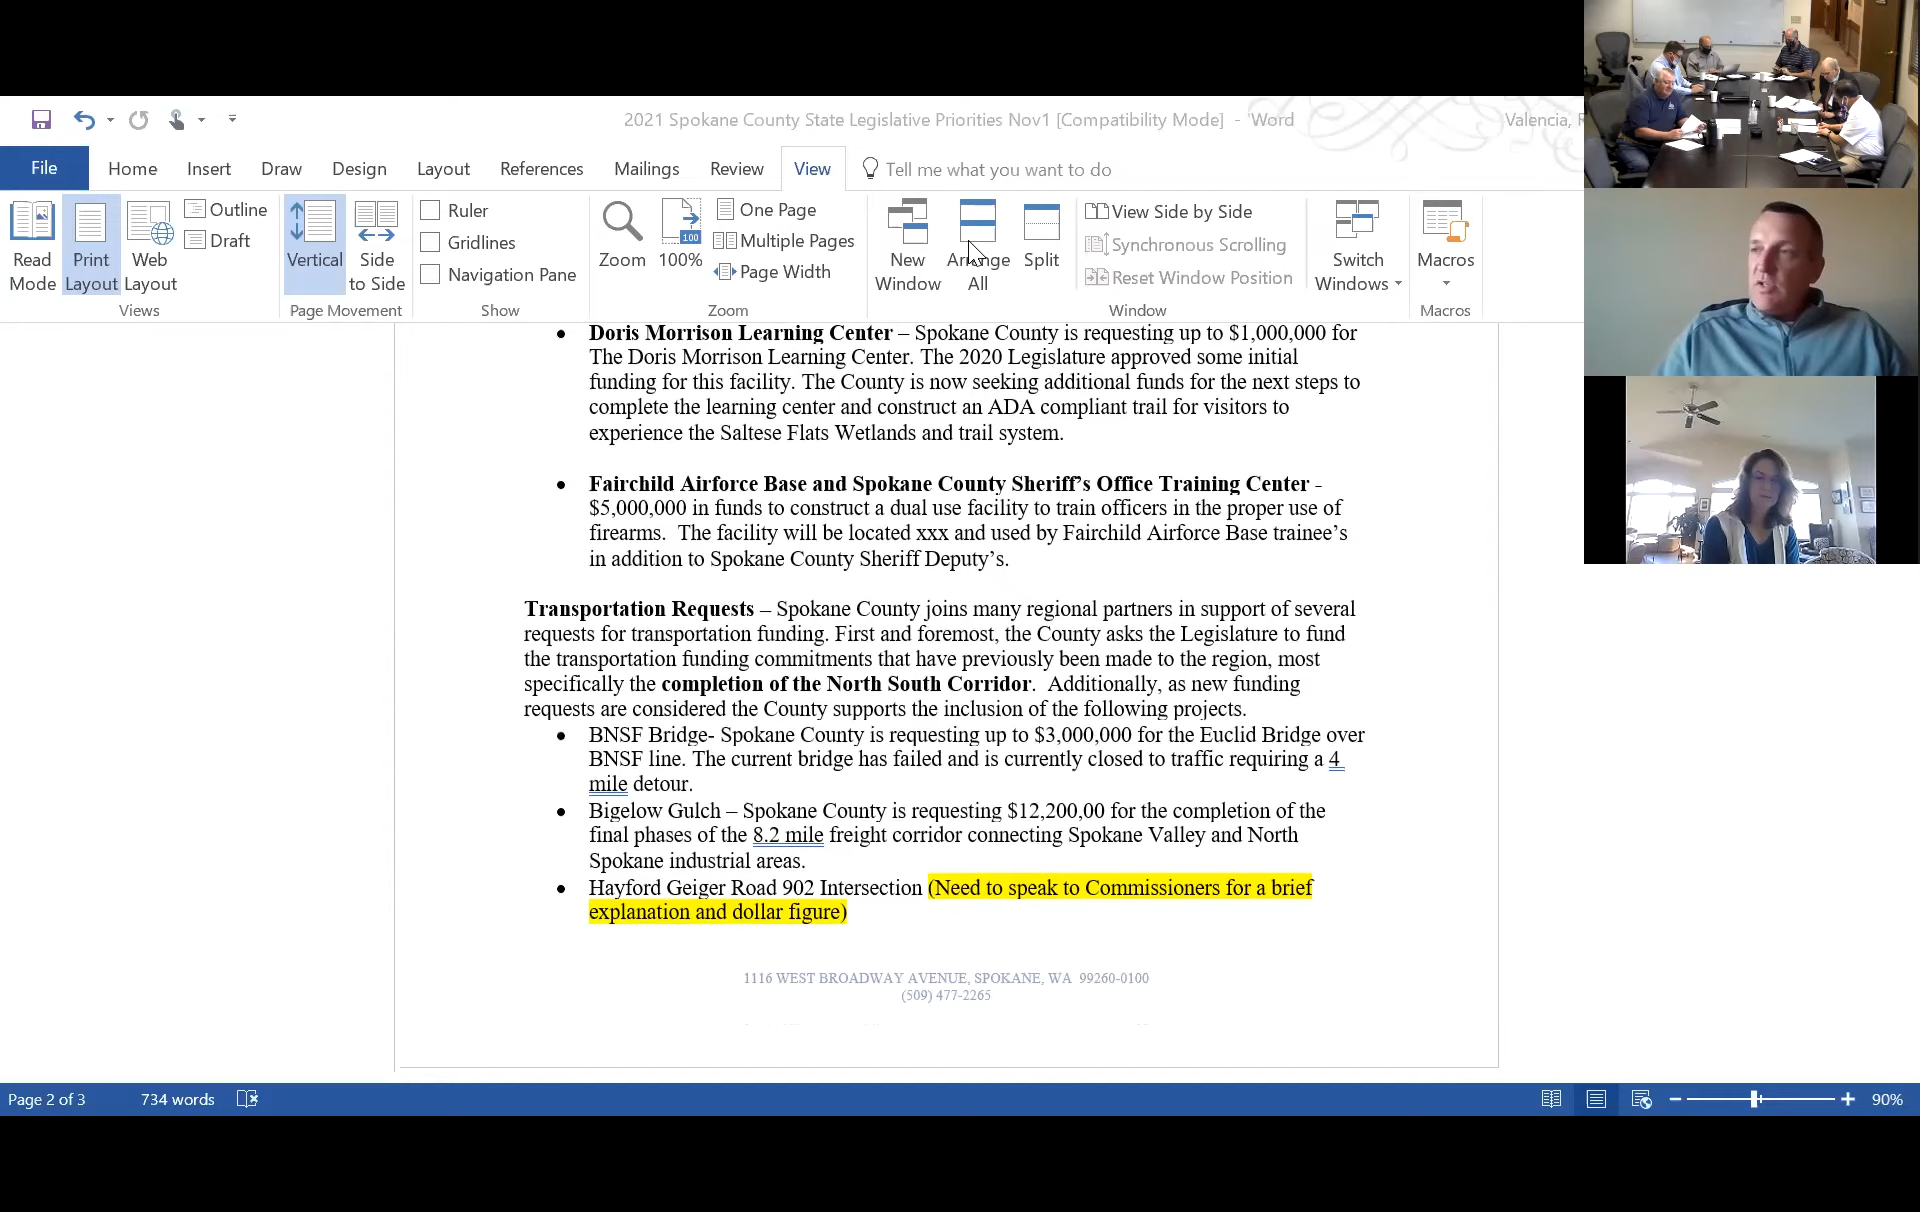 2021 Spokane County State Legislative Priorities Nov1 [Compatibility Mode] - 'Word
Valencia, R
File Home Insert Draw Design Layout References Mailings Review View Tell me what you want to do
Read Mode
Print Layout
Web Layout
Outline
Draft
Views
Vertical
Side to Side
Page Movement
Ruler
Gridlines
Navigation Pane
Show
Zoom
100
100%
One Page
Multiple Pages
Page Width
Zoom
New Window
Arrange All
Split
View Side by Side
Synchronous Scrolling
Reset Window Position
Window
Switch Windows
Macros
Macros
• Doris Morrison Learning Center – Spokane County is requesting up to $1,000,000 for
The Doris Morrison Learning Center. The 2020 Legislature approved some initial
funding for this facility. The County is now seeking additional funds for the next steps to
complete the learning center and construct an ADA compliant trail for visitors to
experience the Saltese Flats Wetlands and trail system.
• Fairchild Airforce Base and Spokane County Sheriff’s Office Training Center -
$5,000,000 in funds to construct a dual use facility to train officers in the proper use of
firearms.  The facility will be located xxx and used by Fairchild Airforce Base trainee’s
in addition to Spokane County Sheriff Deputy’s.
Transportation Requests – Spokane County joins many regional partners in support of several
requests for transportation funding. First and foremost, the County asks the Legislature to fund
the transportation funding commitments that have previously been made to the region, most
specifically the completion of the North South Corridor.  Additionally, as new funding
requests are considered the County supports the inclusion of the following projects.
• BNSF Bridge- Spokane County is requesting up to $3,000,000 for the Euclid Bridge over
BNSF line. The current bridge has failed and is currently closed to traffic requiring a 4
mile detour.
• Bigelow Gulch – Spokane County is requesting $12,200,00 for the completion of the
final phases of the 8.2 mile freight corridor connecting Spokane Valley and North
Spokane industrial areas.
• Hayford Geiger Road 902 Intersection (Need to speak to Commissioners for a brief
explanation and dollar figure)
1116 WEST BROADWAY AVENUE, SPOKANE, WA  99260-0100
(509) 477-2265
Page 2 of 3 734 words 90%